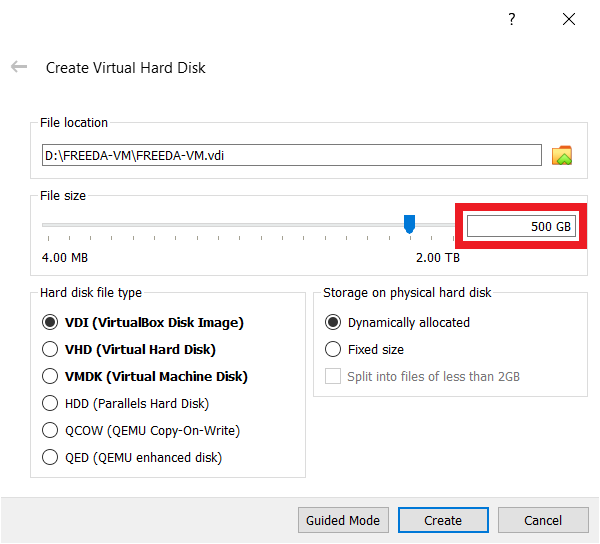 ?
Create Virtual Hard Disk
File location
D:\FREEDA-VM\FREEDA-VM.vdi
File size
500 GB
4.00 MB 2.00 TB
Hard disk file type
VDI (VirtualBox Disk Image)
VHD (Virtual Hard Disk)
VMDK (Virtual Machine Disk)
HDD (Parallels Hard Disk)
QCOW (QEMU Copy-On-Write)
QED (QEMU enhanced disk)
Storage on physical hard disk
Dynamically allocated
Fixed size
Split into files of less than 2GB
Guided Mode Create Cancel